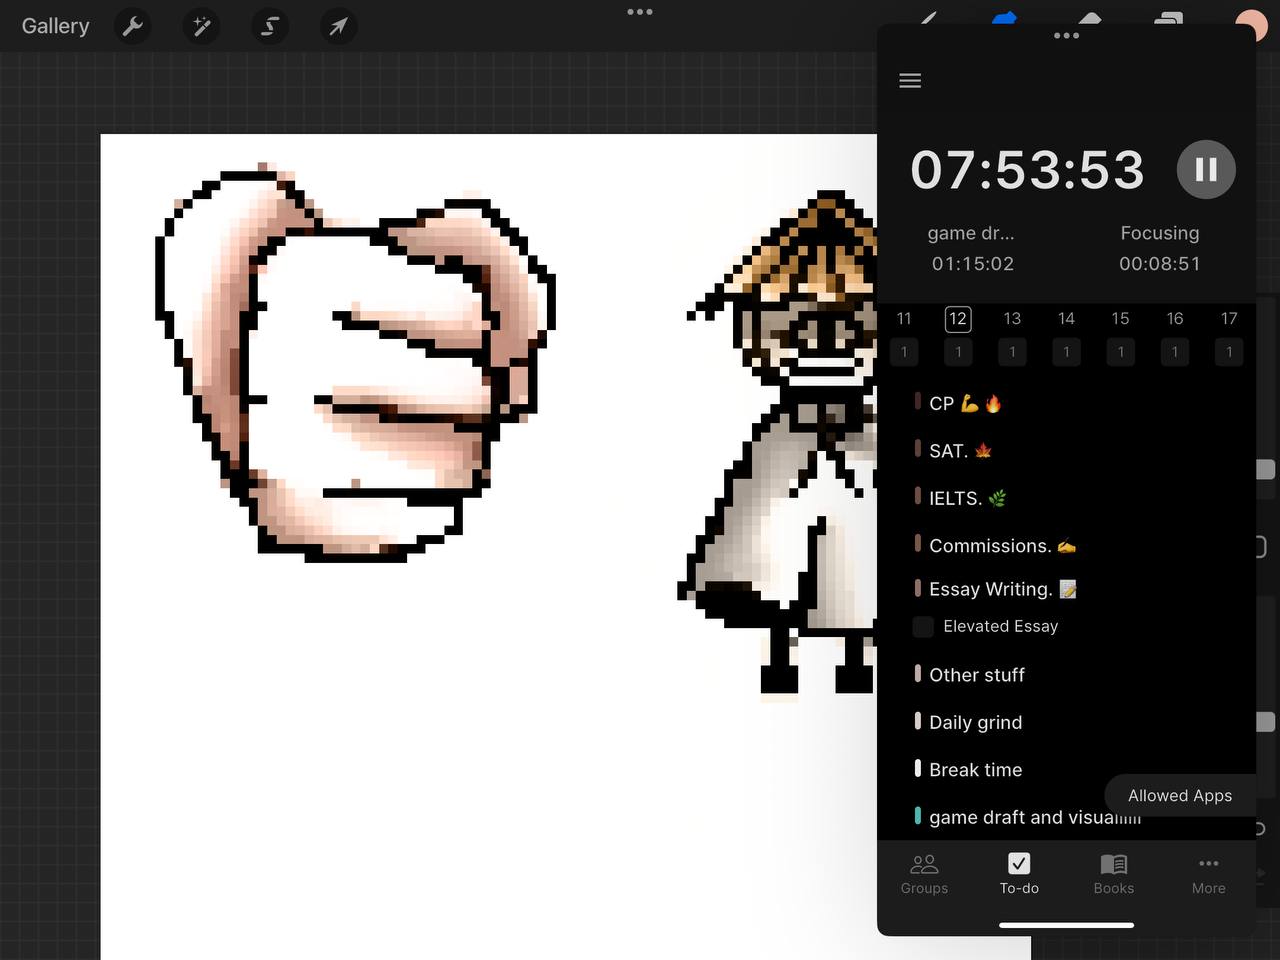 Gallery
07:53:53
game dr...
Focusing
01:15:02
00:08:51
11 12 13 14 15 16 17
1 1 1 1 1 1 1
CP 💪🔥
SAT. 🍁
IELTS. 🌿
Commissions. ✍️
Essay Writing. 📝
Elevated Essay
Other stuff
Daily grind
Break time
Allowed Apps
game draft and
Groups To-do Books More